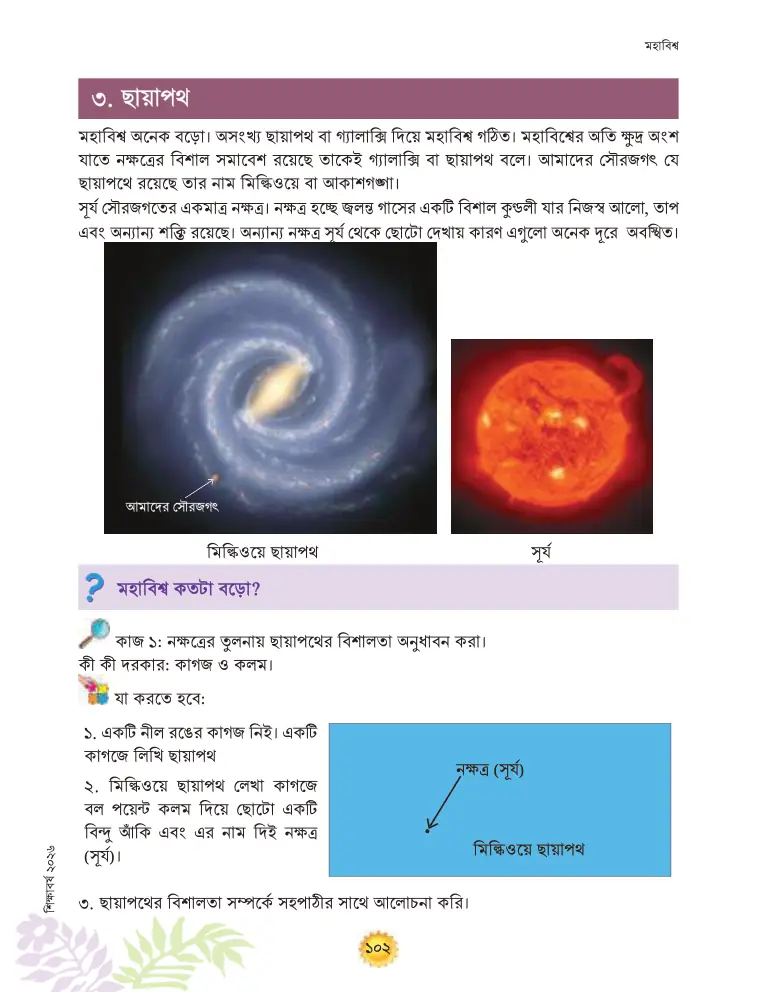 মহাবিশ্ব
৩. ছায়াপথ
মহাবিশ্ব অনেক বড়ো। অসংখ্য ছায়াপথ বা গ্যালাক্সি দিয়ে মহাবিশ্ব গঠিত। মহাবিশ্বের অতি ক্ষুদ্র অংশ
যাতে নক্ষত্রের বিশাল সমাবেশ রয়েছে তাকেই গ্যালাক্সি বা ছায়াপথ বলে। আমাদের সৌরজগৎ যে
ছায়াপথে রয়েছে তার নাম মিল্কিওয়ে বা আকাশগঙ্গা।
সূর্য সৌরজগতের একমাত্র নক্ষত্র। নক্ষত্র হচ্ছে জ্বলন্ত গ্যাসের একটি বিশাল কুণ্ডলী যার নিজস্ব আলো, তাপ
এবং অন্যান্য শক্তি রয়েছে। অন্যান্য নক্ষত্র সূর্য থেকে ছোটো দেখায় কারণ এগুলো অনেক দূরে অবস্থিত।
আমাদের সৌরজগৎ
মিল্কিওয়ে ছায়াপথ
সূর্য
? মহাবিশ্ব কতটা বড়ো?
কাজ ১: নক্ষত্রের তুলনায় ছায়াপথের বিশালতা অনুধাবন করা।
কী কী দরকার: কাগজ ও কলম।
যা করতে হবে:
১. একটি নীল রঙের কাগজ নিই। একটি
কাগজে লিখি ছায়াপথ
২. মিল্কিওয়ে ছায়াপথ লেখা কাগজে
বল পয়েন্ট কলম দিয়ে ছোটো একটি
বিন্দু আঁকি এবং এর নাম দিই নক্ষত্র
(সূর্য)।
নক্ষত্র (সূর্য)
মিল্কিওয়ে ছায়াপথ
৩. ছায়াপথের বিশালতা সম্পর্কে সহপাঠীর সাথে আলোচনা করি।
শিক্ষাবর্ষ ২০২৬
১০২